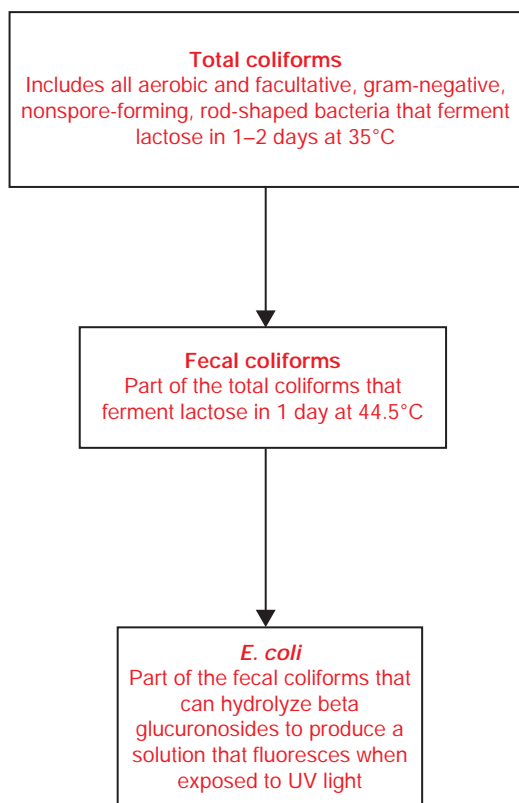 Total coliforms
Includes all aerobic and facultative, gram-negative,
nonspore-forming, rod-shaped bacteria that ferment
lactose in 1–2 days at 35°C
Fecal coliforms
Part of the total coliforms that
ferment lactose in 1 day at 44.5°C
E. coli
Part of the fecal coliforms that
can hydrolyze beta
glucuronosides to produce a
solution that fluoresces when
exposed to UV light